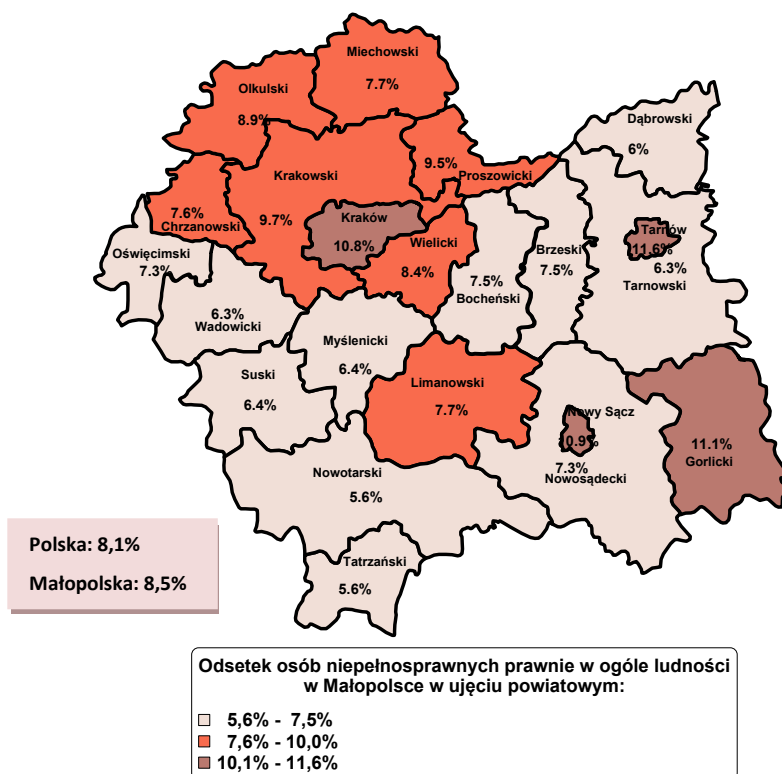 Miechowski
7.7%
Olkulski
8.9%
Dąbrowski
6%
9.5%
Proszowicki
Krakowski
9.7%
7.6%
Chrzanowski
Kraków
10.8%
Tarnów
11.6%
6.3%
Tarnowski
Wielicki
8.4%
Brzeski
7.5%
7.5%
Bocheński
Oświęcimski
7.3%
6.3%
Wadowicki
Myślenicki
6.4%
Suski
6.4%
Limanowski
7.7%
Nowy Sącz
10.9%
7.3%
Nowosądecki
11.1%
Gorlicki
Nowotarski
5.6%
Tatrzański
5.6%
Polska: 8,1%
Małopolska: 8,5%
Odsetek osób niepełnosprawnych prawnie w ogóle ludności
w Małopolsce w ujęciu powiatowym:
5,6% - 7,5%
7,6% - 10,0%
10,1% - 11,6%